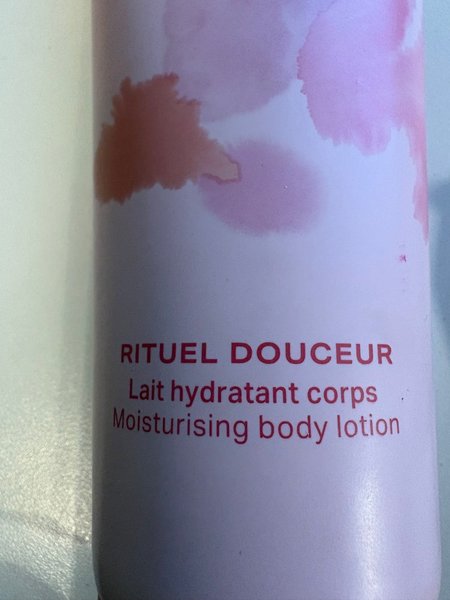 RITUEL DOUCEUR
Lait hydratant corps
Moisturising body lotion